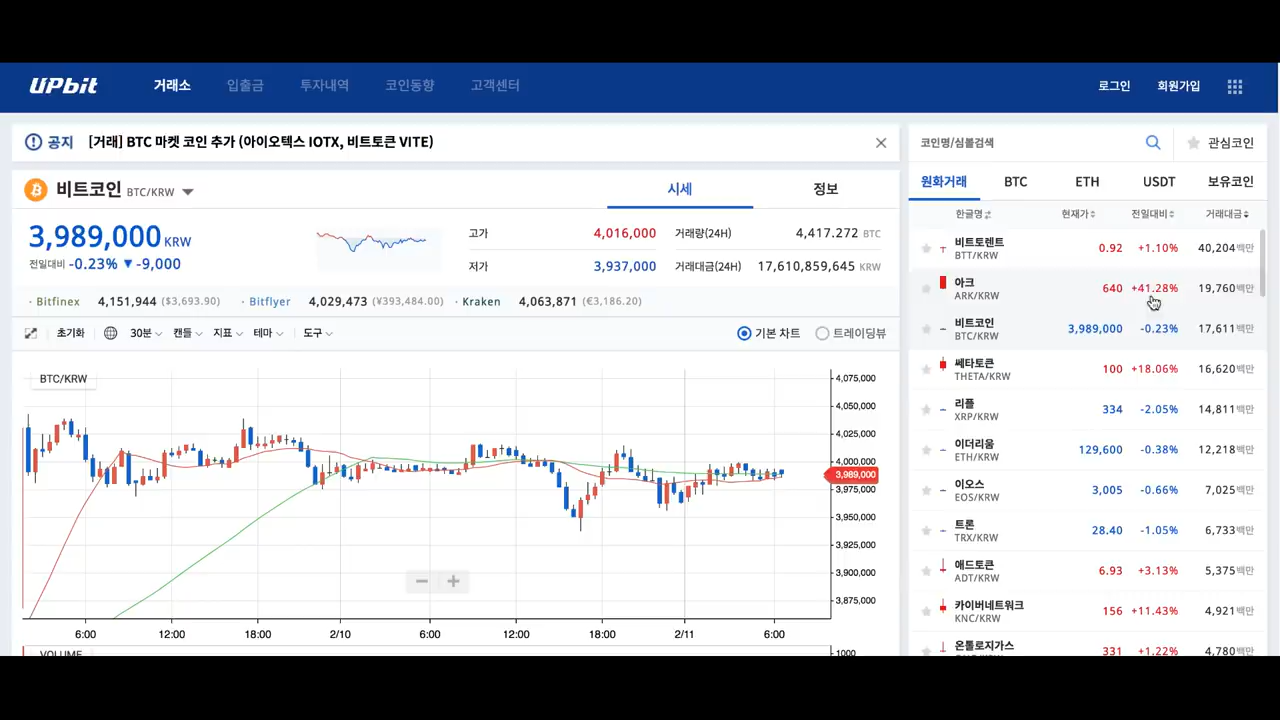 UPbit 거래소 입출금 투자내역 코인동향 고객센터 로그인 회원가입
공지 [거래] BTC 마켓 코인 추가 (아이오텍스 IOTX, 비트토큰 VITE)
비트코인 BTC/KRW 시세 정보
3,989,000 KRW
전일대비 -0.23% ▼ -9,000
고가 4,016,000 거래량(24H) 4,417.272 BTC
저가 3,937,000 거래대금(24H) 17,610,859,645 KRW
· Bitfinex 4,151,944 ($3,693.90) · Bitflyer 4,029,473 (¥393,484.00) · Kraken 4,063,871 (€3,186.20)
초기화 30분 캔들 지표 테마 도구 기본 차트 트레이딩뷰
BTC/KRW
4,075,000
4,050,000
4,025,000
4,000,000
3,989,000
3,975,000
3,950,000
3,925,000
3,900,000
3,875,000
6:00 12:00 18:00 2/10 6:00 12:00 18:00 2/11 6:00
VOLUME 1000
코인명/심볼검색 관심코인
원화거래 BTC ETH USDT 보유코인
한글명 현재가 전일대비 거래대금
비트토렌트 0.92 +1.10% 40,204백만
BTT/KRW
아크 640 +41.28% 19,760백만
ARK/KRW
비트코인 3,989,000 -0.23% 17,611백만
BTC/KRW
쎄타토큰 100 +18.06% 16,620백만
THETA/KRW
리플 334 -2.05% 14,811백만
XRP/KRW
이더리움 129,600 -0.38% 12,218백만
ETH/KRW
이오스 3,005 -0.66% 7,025백만
EOS/KRW
트론 28.40 -1.05% 6,733백만
TRX/KRW
애드토큰 6.93 +3.13% 5,375백만
ADT/KRW
카이버네트워크 156 +11.43% 4,921백만
KNC/KRW
온톨로지가스 331 +1.22% 4,780백만